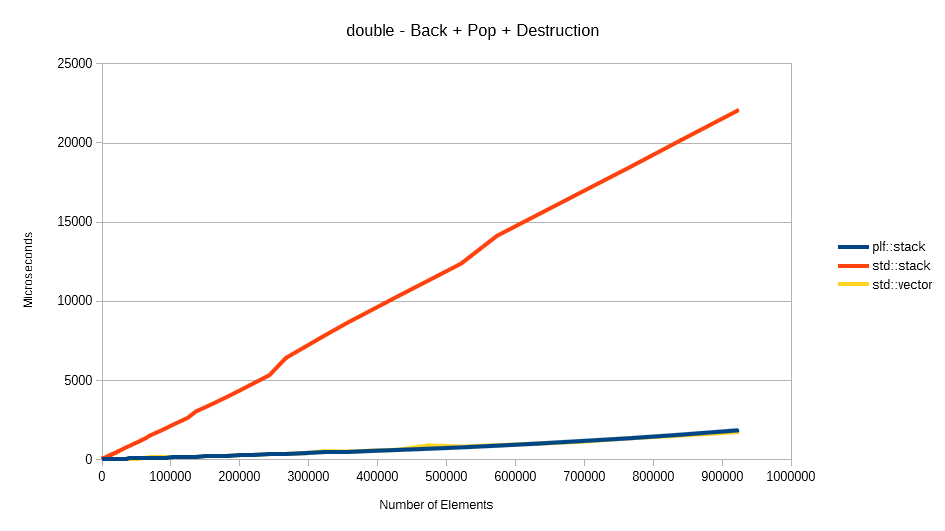 double - Back + Pop + Destruction
25000
20000
15000
10000
5000
0
Microseconds
0 100000 200000 300000 400000 500000 600000 700000 800000 900000 1000000
Number of Elements
plf::stack
std::stack
std::vector